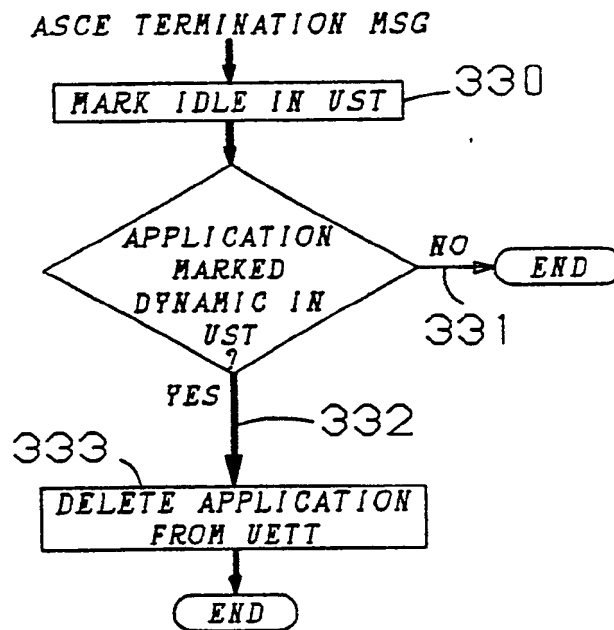 ASCE TERMINATION MSG
MARK IDLE IN UST
330
APPLICATION
MARKED
DYNAMIC IN
UST
?
NO
END
331
YES
332
333
DELETE APPLICATION
FROM UETT
END